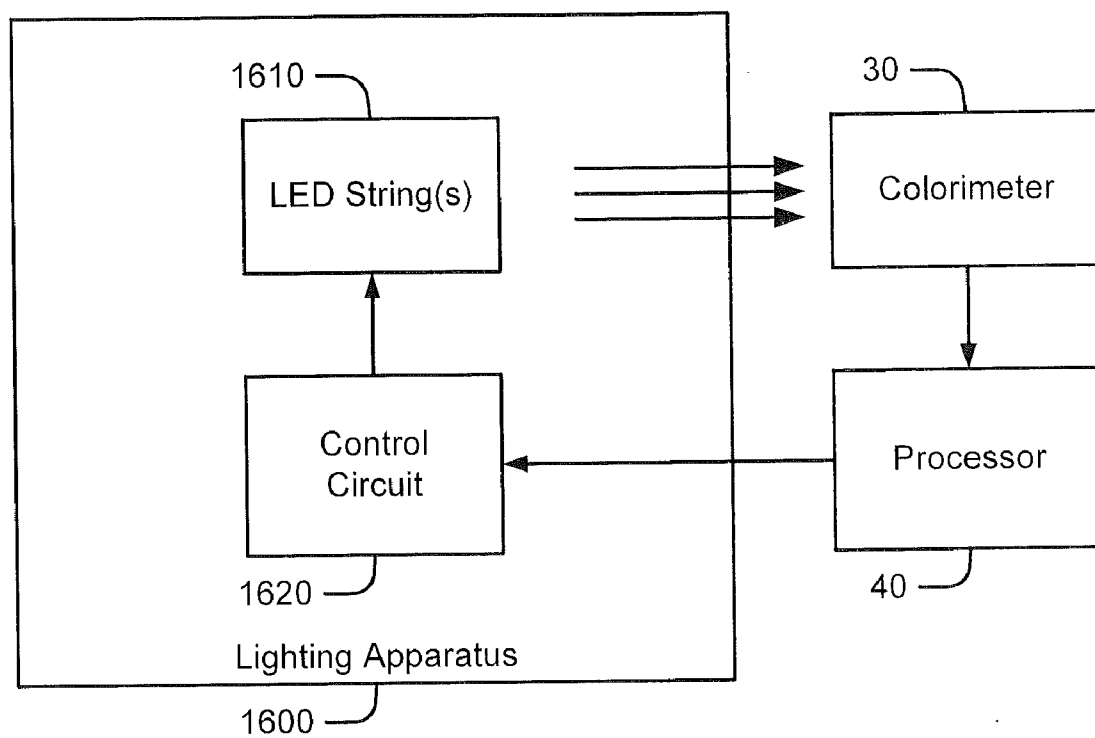 1610
LED String(s)
30
Colorimeter
Control
Circuit
1620
Processor
40
Lighting Apparatus
1600